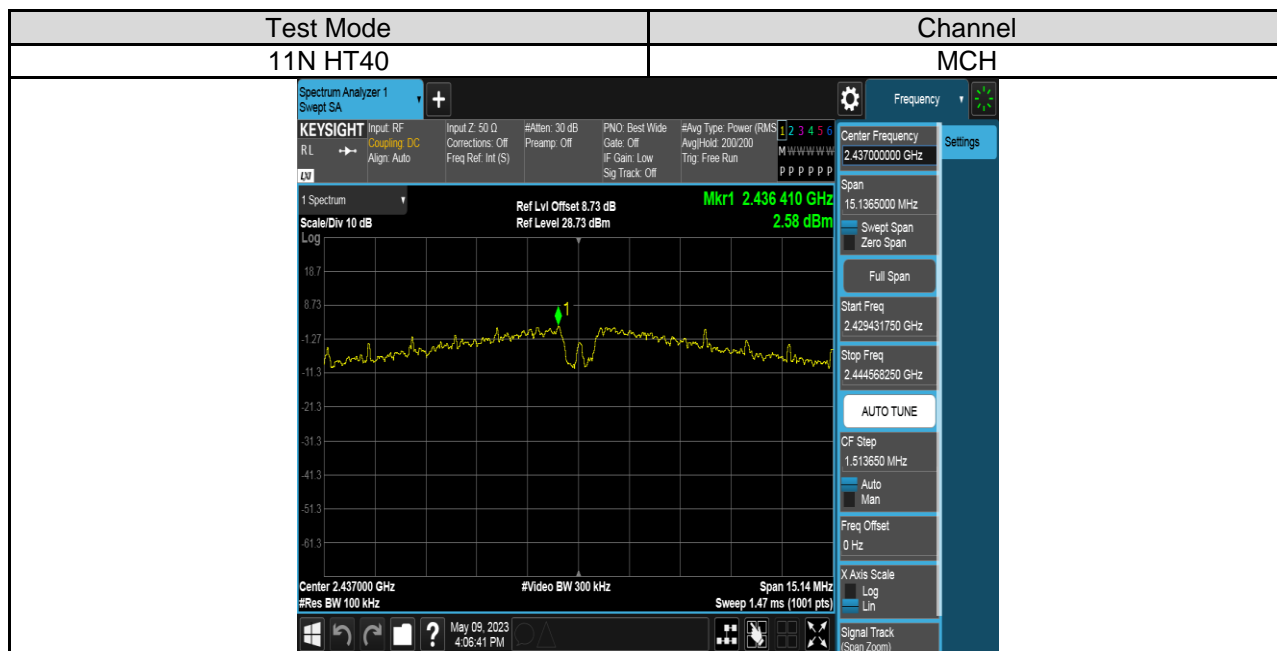 Test Mode
Channel
11N HT40
MCH
Spectrum Analyzer 1
Swept SA
Frequency
KEYSIGHT
RL
LXI
Input: RF
Coupling: DC
Align: Auto
Input Z: 50 Ω
Corrections: Off
Freq Ref: Int (S)
#Atten: 30 dB
Preamp: Off
PNO: Best Wide
Gate: Off
IF Gain: Low
Sig Track: Off
#Avg Type: Power (RMS
Avg|Hold: 200/200
Trig: Free Run
1 2 3 4 5 6
M W W W W W
P P P P P P
1 Spectrum
Scale/Div 10 dB
Log
Ref Lvl Offset 8.73 dB
Ref Level 28.73 dBm
Mkr1 2.436 410 GHz
2.58 dBm
18.7
8.73
-1.27
-11.3
-21.3
-31.3
-41.3
-51.3
-61.3
1
Center 2.437000 GHz
#Res BW 100 kHz
#Video BW 300 kHz
Span 15.14 MHz
Sweep 1.47 ms (1001 pts)
?
May 09, 2023
4:06:41 PM
Center Frequency
2.437000000 GHz
Span
15.1365000 MHz
Swept Span
Zero Span
Full Span
Start Freq
2.429431750 GHz
Stop Freq
2.444568250 GHz
AUTO TUNE
CF Step
1.513650 MHz
Auto
Man
Freq Offset
0 Hz
X Axis Scale
Log
Lin
Signal Track
(Span Zoom)
Settings